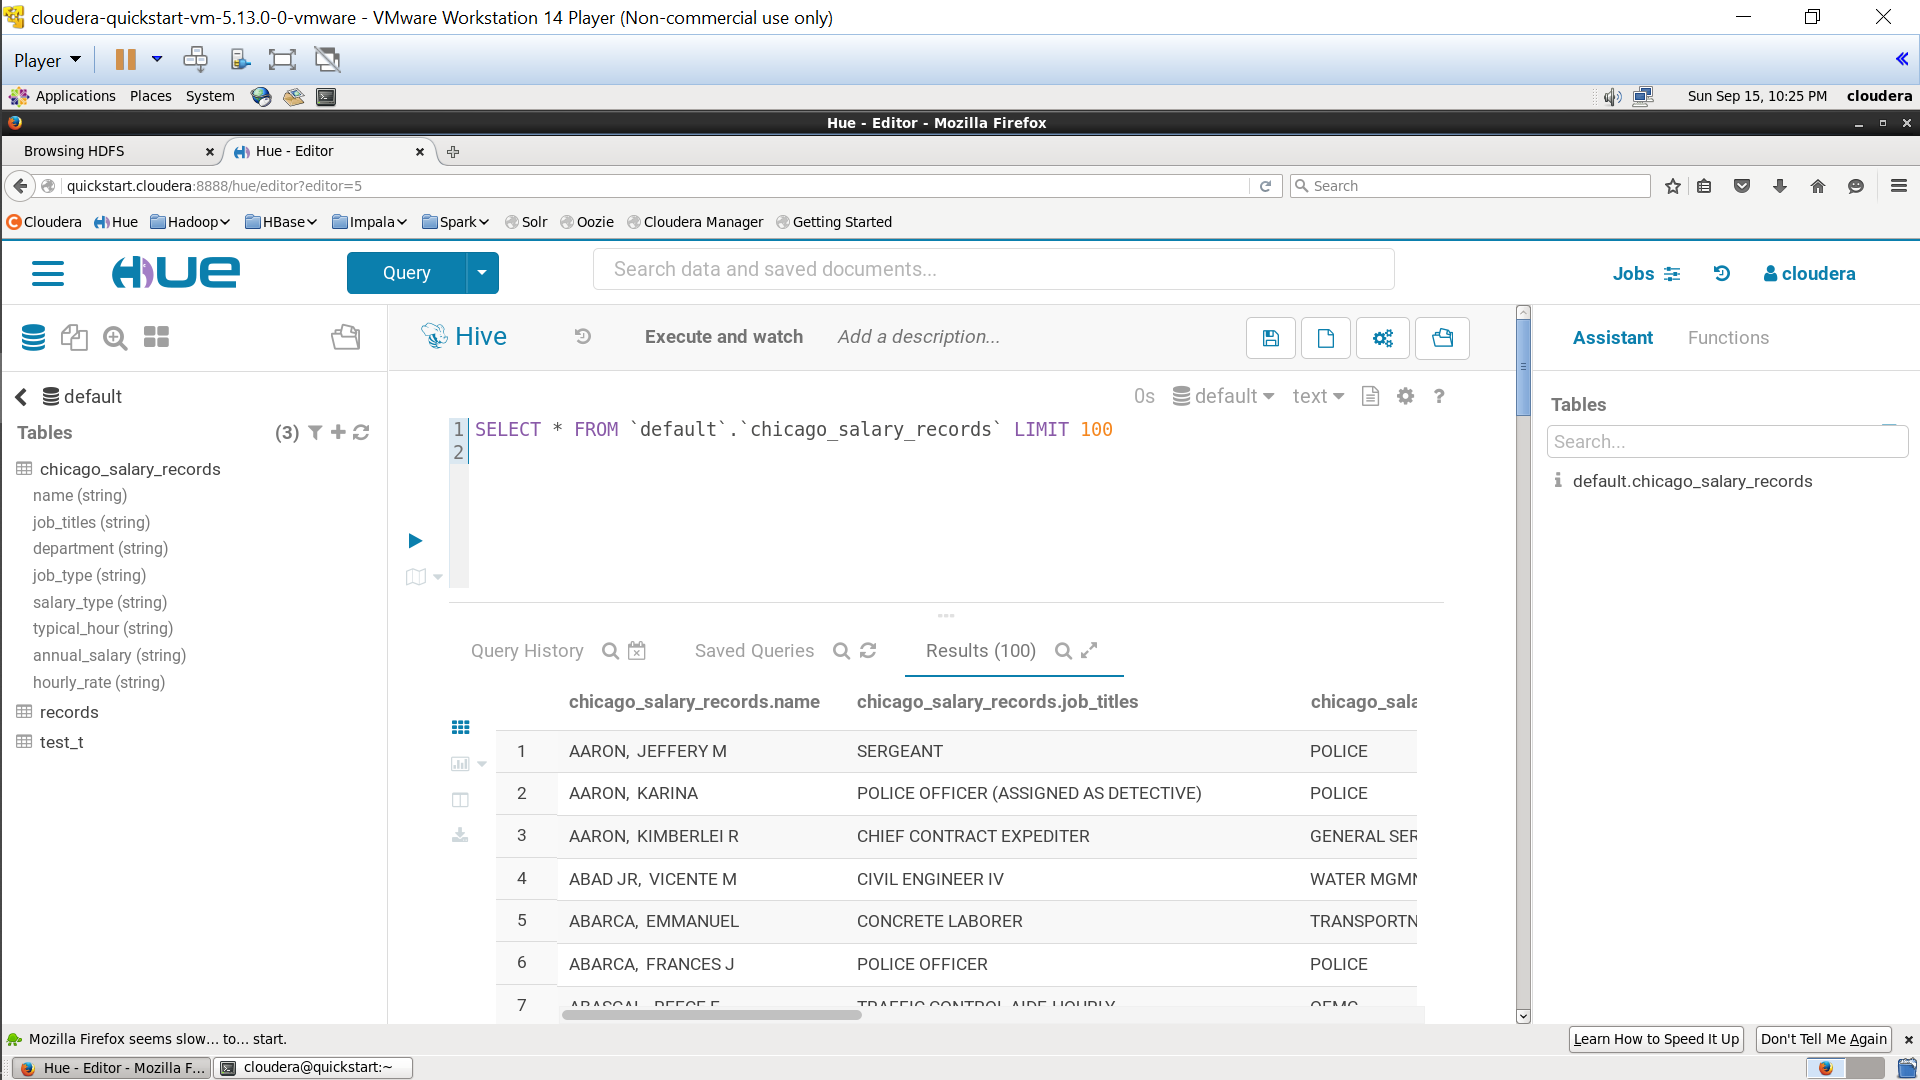 cloudera-quickstart-vm-5.13.0-0-vmware - VMware Workstation 14 Player (Non-commercial use only)
Player
Applications Places System Sun Sep 15, 10:25 PM cloudera
Hue - Editor - Mozilla Firefox
Browsing HDFS Hue - Editor
quickstart.cloudera:8888/hue/editor?editor=5 Search
Cloudera Hue Hadoop HBase Impala Spark Solr Oozie Cloudera Manager Getting Started
HUE Query Search data and saved documents... Jobs cloudera
Hive Execute and watch Add a description... Assistant Functions
default 0s default text ?
Tables (3) Tables
1 SELECT * FROM `default`.`chicago_salary_records` LIMIT 100
2
Search...
chicago_salary_records default.chicago_salary_records
name (string)
job_titles (string)
department (string)
job_type (string)
salary_type (string)
typical_hour (string)
annual_salary (string)
hourly_rate (string)
records
test_t
Query History Saved Queries Results (100)
chicago_salary_records.name chicago_salary_records.job_titles chicago_sala
1 AARON, JEFFERY M SERGEANT POLICE
2 AARON, KARINA POLICE OFFICER (ASSIGNED AS DETECTIVE) POLICE
3 AARON, KIMBERLEI R CHIEF CONTRACT EXPEDITER GENERAL SER
4 ABAD JR, VICENTE M CIVIL ENGINEER IV WATER MGMN
5 ABARCA, EMMANUEL CONCRETE LABORER TRANSPORTN
6 ABARCA, FRANCES J POLICE OFFICER POLICE
7 ABASCAL, REECE E TRAFFIC CONTROL AIDE-HOURLY OEMC
Mozilla Firefox seems slow... to... start. Learn How to Speed It Up Don't Tell Me Again
Hue - Editor - Mozilla F... cloudera@quickstart:~